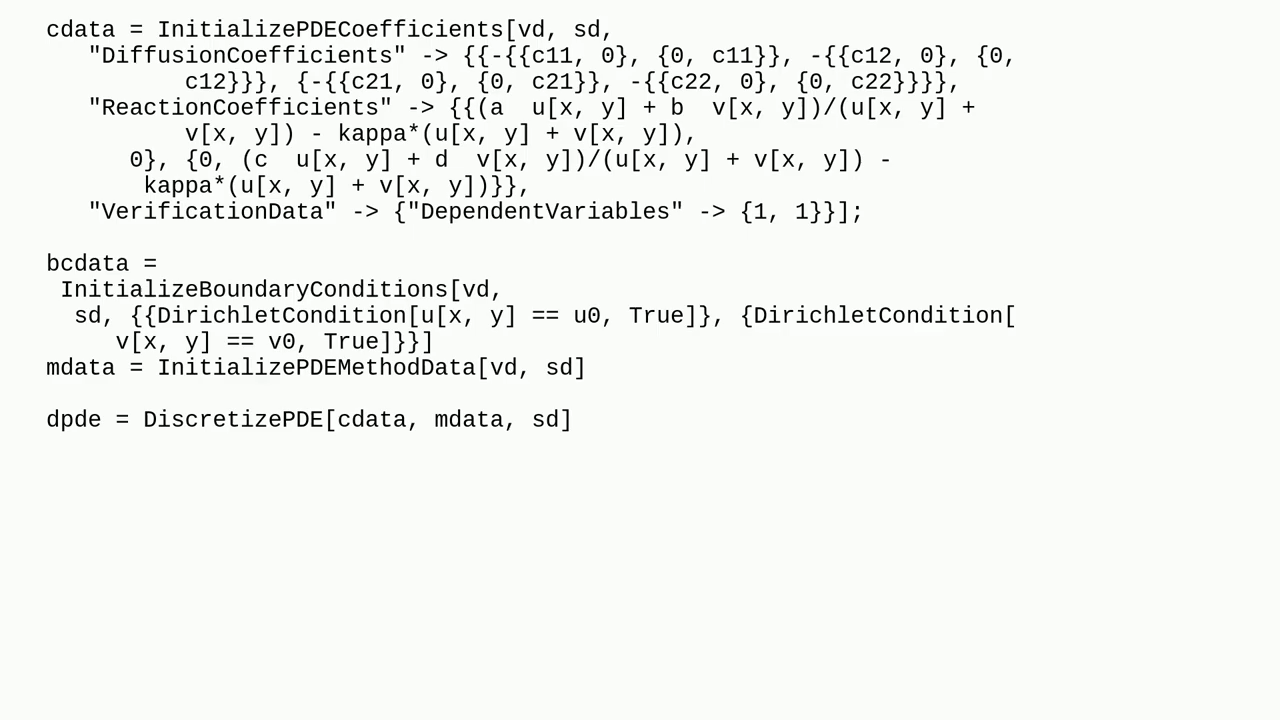 cdata = InitializePDECoefficients[vd, sd,
"DiffusionCoefficients" -> {{-{{c11, 0}, {0, c11}}, -{{c12, 0}, {0,
c12}}}, {-{{c21, 0}, {0, c21}}, -{{c22, 0}, {0, c22}}}},
"ReactionCoefficients" -> {{(a  u[x, y] + b  v[x, y])/(u[x, y] +
v[x, y]) - kappa*(u[x, y] + v[x, y]),
0}, {0, (c  u[x, y] + d  v[x, y])/(u[x, y] + v[x, y]) -
kappa*(u[x, y] + v[x, y])}},
"VerificationData" -> {"DependentVariables" -> {1, 1}}];
bcdata =
InitializeBoundaryConditions[vd,
sd, {{DirichletCondition[u[x, y] == u0, True]}, {DirichletCondition[
v[x, y] == v0, True]}}]
mdata = InitializePDEMethodData[vd, sd]
dpde = DiscretizePDE[cdata, mdata, sd]